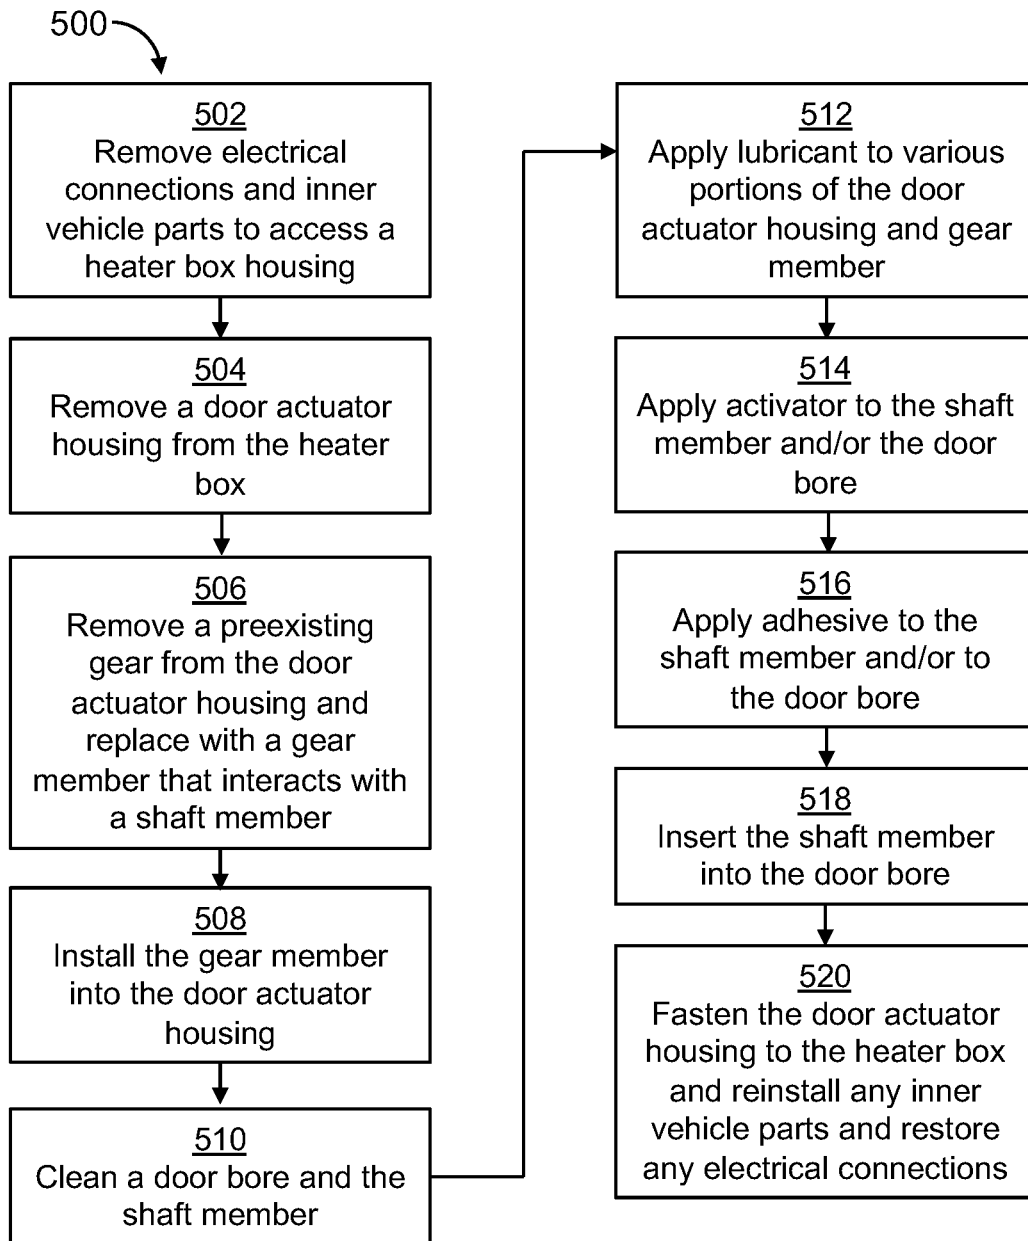 500
502
Remove electrical
connections and inner
vehicle parts to access a
heater box housing
504
Remove a door actuator
housing from the heater
box
506
Remove a preexisting
gear from the door
actuator housing and
replace with a gear
member that interacts with
a shaft member
508
Install the gear member
into the door actuator
housing
510
Clean a door bore and the
shaft member
512
Apply lubricant to various
portions of the door
actuator housing and gear
member
514
Apply activator to the shaft
member and/or the door
bore
516
Apply adhesive to the
shaft member and/or to
the door bore
518
Insert the shaft member
into the door bore
520
Fasten the door actuator
housing to the heater box
and reinstall any inner
vehicle parts and restore
any electrical connections